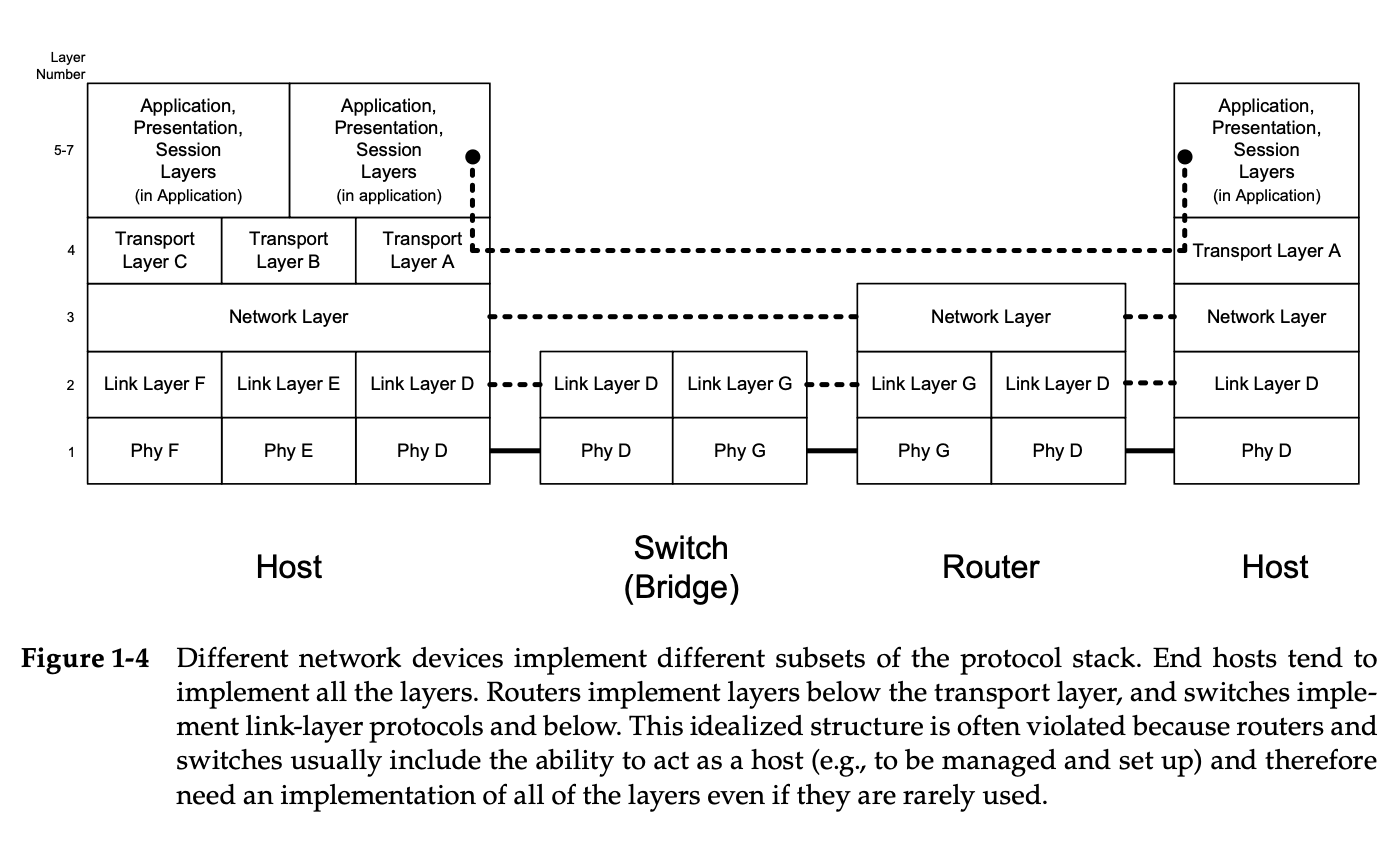 Layer
Number
5-7
Application,
Presentation,
Session
Layers
(in Application)
Application,
Presentation,
Session
Layers
(in application)
Application,
Presentation,
Session
Layers
(in Application)
4
Transport
Layer C
Transport
Layer B
Transport
Layer A
Transport Layer A
3
Network Layer
Network Layer
Network Layer
2
Link Layer F
Link Layer E
Link Layer D
Link Layer D
Link Layer G
Link Layer G
Link Layer D
Link Layer D
1
Phy F
Phy E
Phy D
Phy D
Phy G
Phy G
Phy D
Phy D
Host
Switch
(Bridge)
Router
Host
Figure 1-4 Different network devices implement different subsets of the protocol stack. End hosts tend to
implement all the layers. Routers implement layers below the transport layer, and switches imple-
ment link-layer protocols and below. This idealized structure is often violated because routers and
switches usually include the ability to act as a host (e.g., to be managed and set up) and therefore
need an implementation of all of the layers even if they are rarely used.